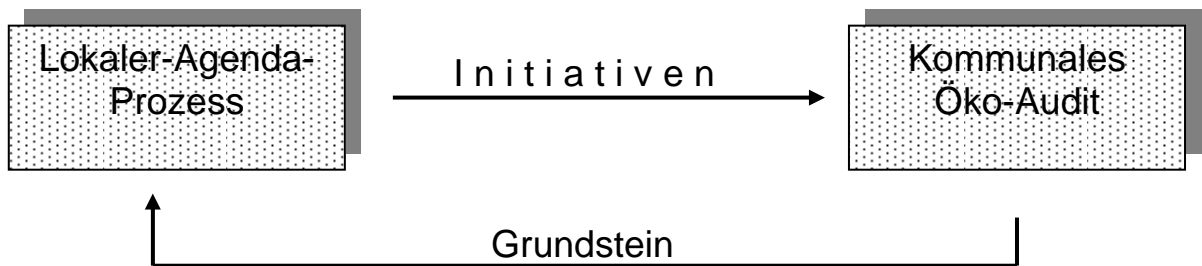 Lokaler-Agenda-
Prozess
Initiativen
Kommunales
Öko-Audit
Grundstein